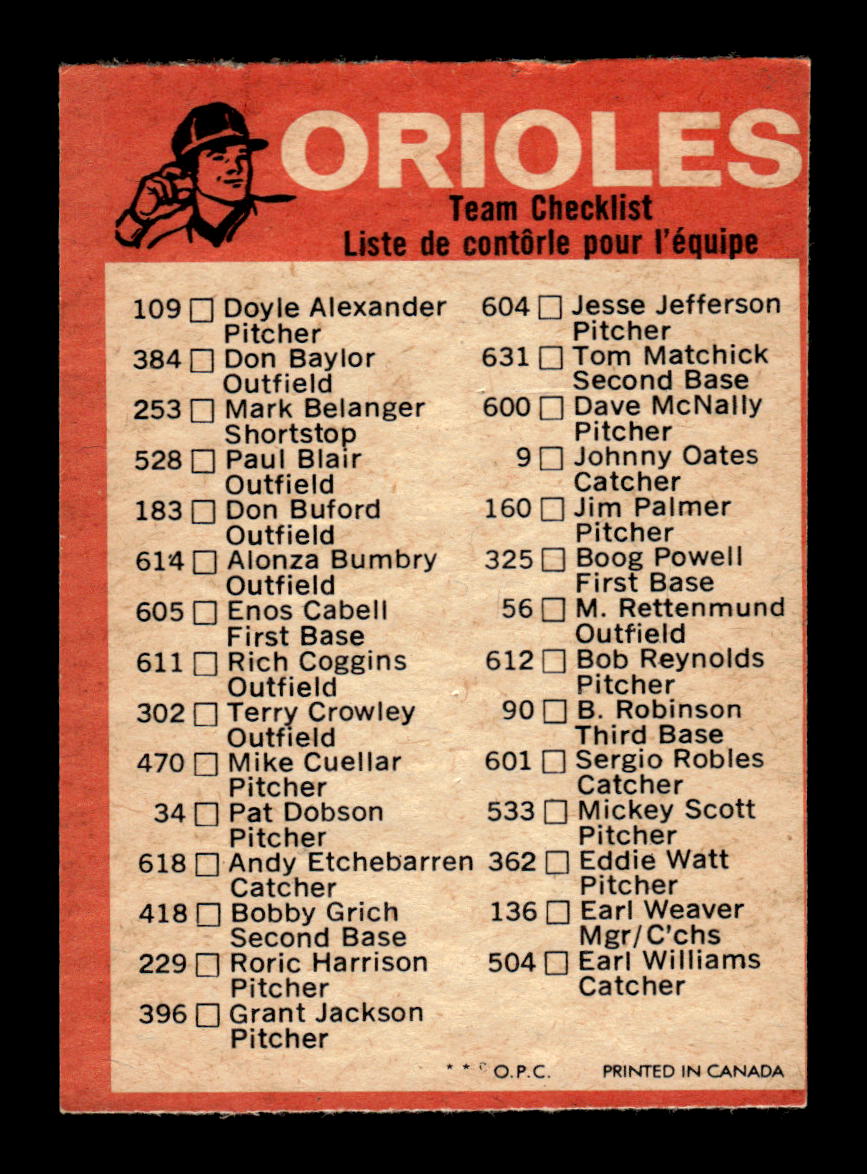 ORIOLES
Team Checklist
Liste de contôrle pour l'équipe
109 □ Doyle Alexander
Pitcher
384 □ Don Baylor
Outfield
253 □ Mark Belanger
Shortstop
528 □ Paul Blair
Outfield
183 □ Don Buford
Outfield
614 □ Alonza Bumbry
Outfield
605 □ Enos Cabell
First Base
611 □ Rich Coggins
Outfield
302 □ Terry Crowley
Outfield
470 □ Mike Cuellar
Pitcher
34 □ Pat Dobson
Pitcher
618 □ Andy Etchebarren
Catcher
418 □ Bobby Grich
Second Base
229 □ Roric Harrison
Pitcher
396 □ Grant Jackson
Pitcher
604 □ Jesse Jefferson
Pitcher
631 □ Tom Matchick
Second Base
600 □ Dave McNally
Pitcher
9 □ Johnny Oates
Catcher
160 □ Jim Palmer
Pitcher
325 □ Boog Powell
First Base
56 □ M. Rettenmund
Outfield
612 □ Bob Reynolds
Pitcher
90 □ B. Robinson
Third Base
601 □ Sergio Robles
Catcher
533 □ Mickey Scott
Pitcher
362 □ Eddie Watt
Pitcher
136 □ Earl Weaver
Mgr/C'chs
504 □ Earl Williams
Catcher
* * © O.P.C. PRINTED IN CANADA